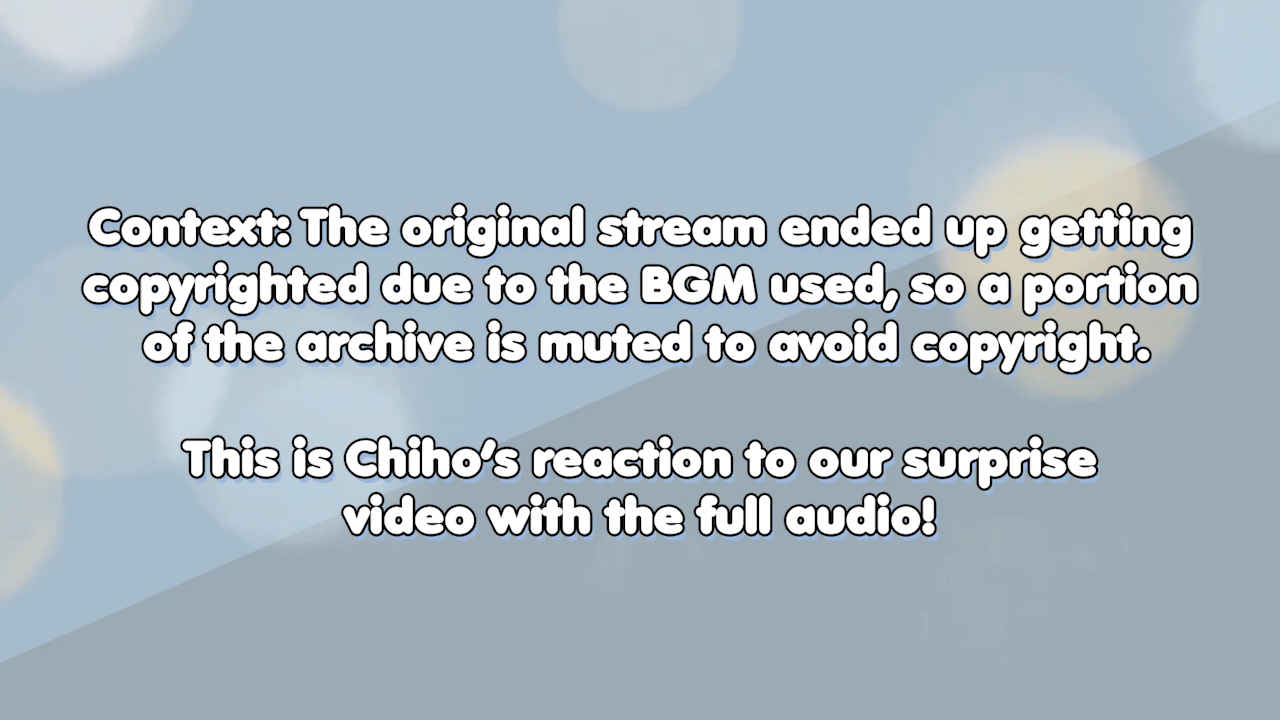 Context: The original stream ended up getting
copyrighted due to the BGM used, so a portion
of the archive is muted to avoid copyright.
This is Chiho's reaction to our surprise
video with the full audio!